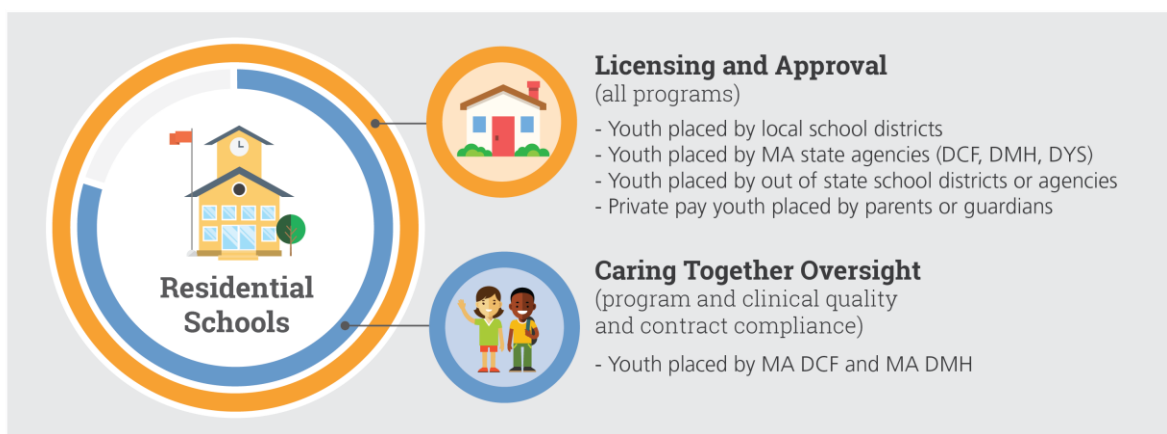 Residential
Schools
Licensing and Approval
(all programs)
- Youth placed by local school districts
- Youth placed by MA state agencies (DCF, DMH, DYS)
- Youth placed by out of state school districts or agencies
- Private pay youth placed by parents or guardians
Caring Together Oversight
(program and clinical quality
and contract compliance)
- Youth placed by MA DCF and MA DMH